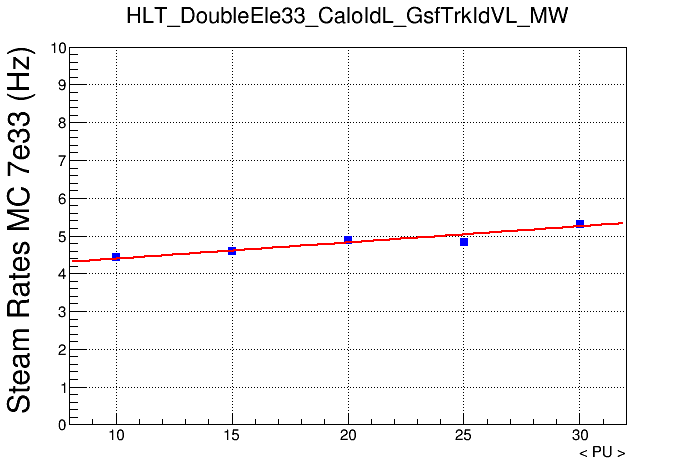 HLT_DoubleEle33_CaloIdL_GsfTrkIdVL_MW
Steam Rates MC 7e33 (Hz)
10
9
8
7
6
5
4
3
2
1
0
10 15 20 25 30
< PU >